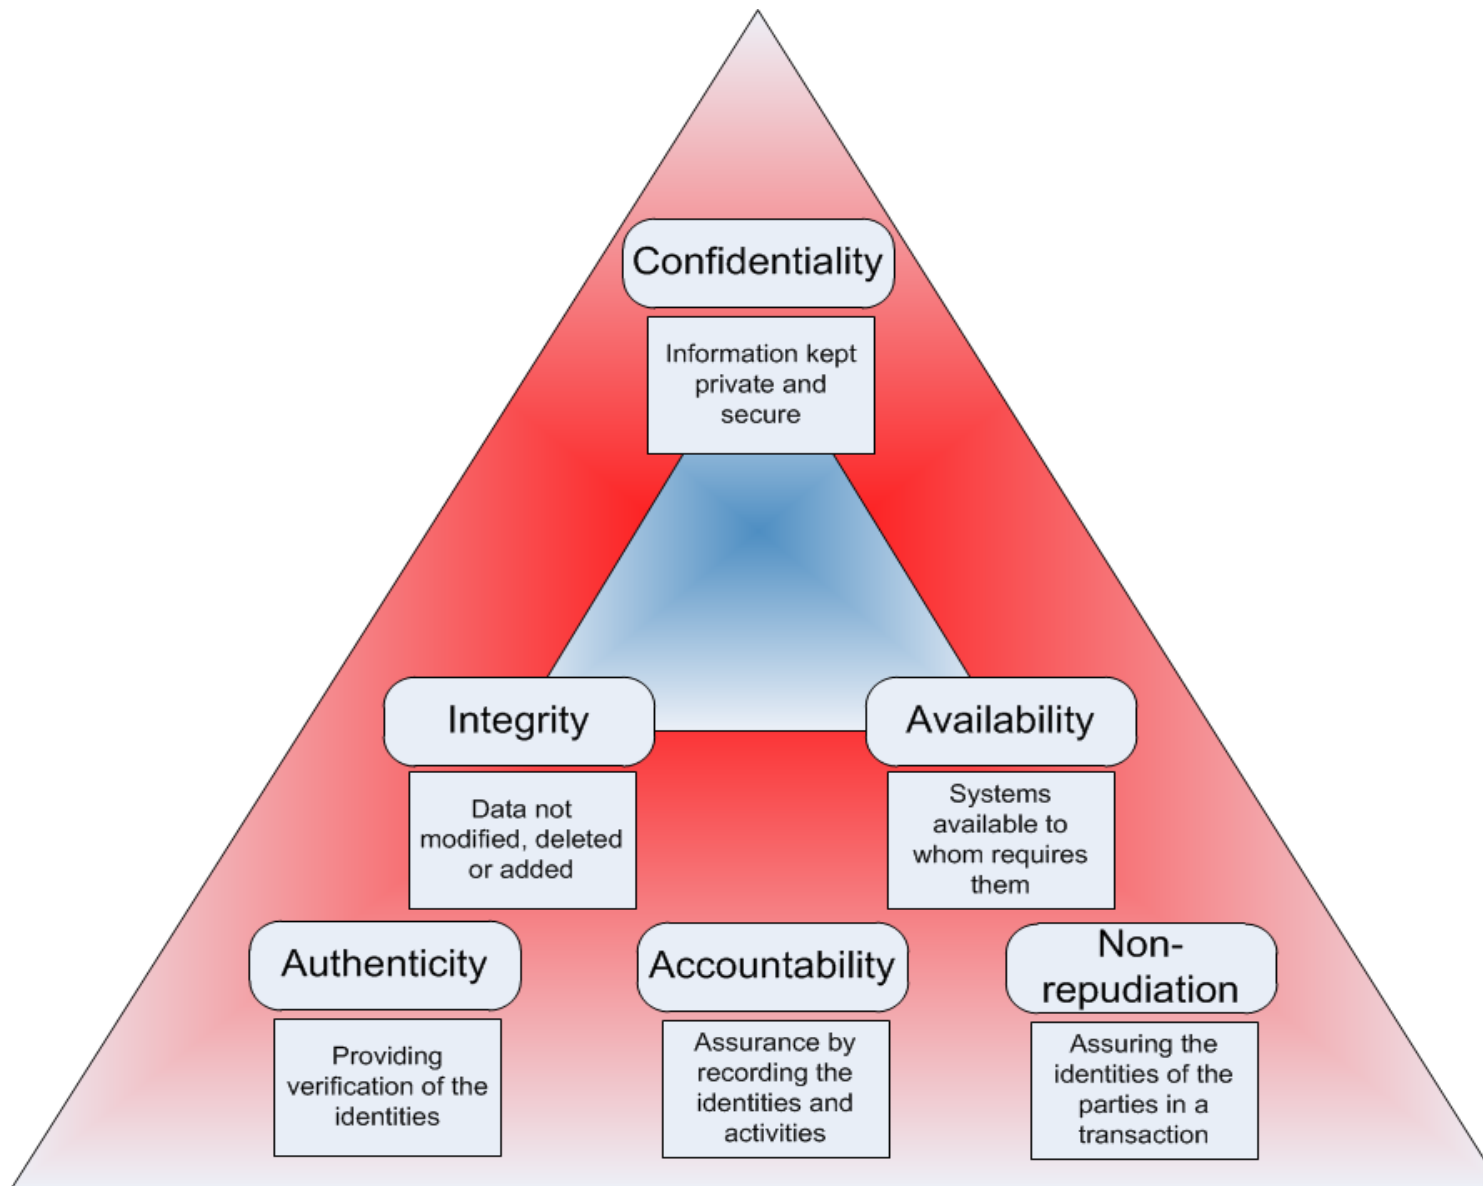 Confidentiality
Information kept
private and
secure
Integrity
Data not
modified, deleted
or added
Availability
Systems
available to
whom requires
them
Authenticity
Providing
verification of the
identities
Accountability
Assurance by
recording the
identities and
activities
Non-
repudiation
Assuring the
identities of the
parties in a
transaction